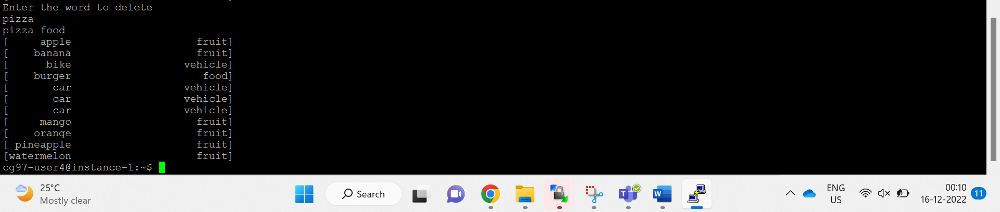 Enter the word to delete
pizza
pizza food
[     apple                    fruit]
[    banana                    fruit]
[      bike                  vehicle]
[    burger                     food]
[       car                  vehicle]
[       car                  vehicle]
[       car                  vehicle]
[     mango                    fruit]
[    orange                    fruit]
[ pineapple                    fruit]
[watermelon                    fruit]
cg97-user4@instance-1:~$
25°C
Mostly clear
Search
T
W
ENG
US
00:10
16-12-2022
11